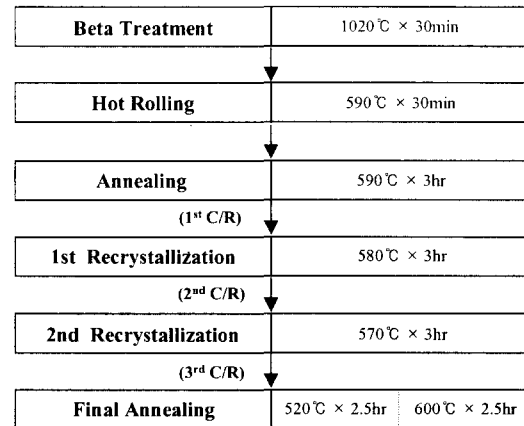 Beta Treatment 1020℃ × 30min
Hot Rolling 590℃ × 30min
Annealing 590℃ × 3hr
(1st C/R)
1st Recrystallization 580℃ × 3hr
(2nd C/R)
2nd Recrystallization 570℃ × 3hr
(3rd C/R)
Final Annealing 520℃ × 2.5hr 600℃ × 2.5hr